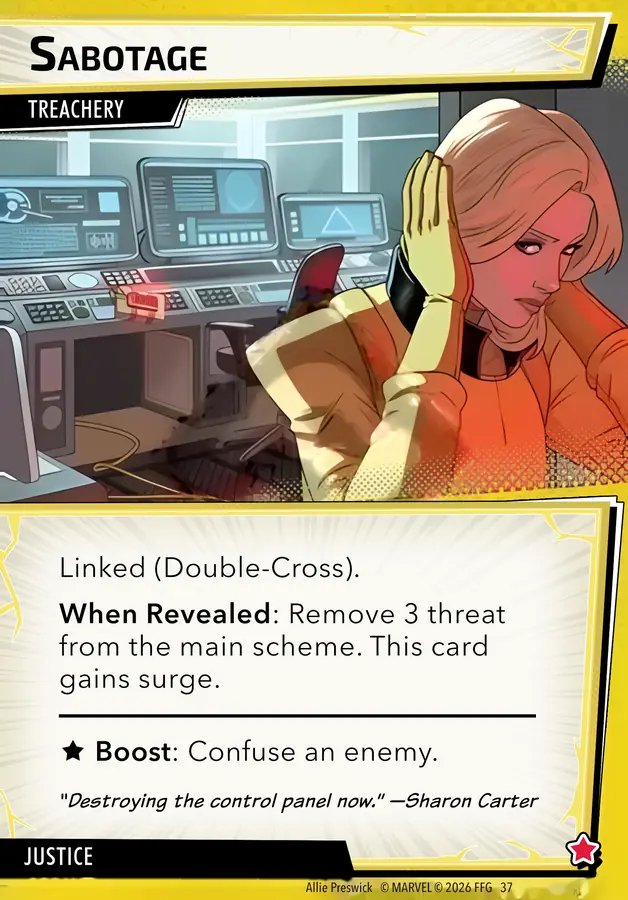 SABOTAGE
TREACHERY
Linked (Double-Cross).
When Revealed: Remove 3 threat
from the main scheme. This card
gains surge.
★ Boost: Confuse an enemy.
"Destroying the control panel now." —Sharon Carter
JUSTICE
Allie Preswick © MARVEL © 2026 FFG 37